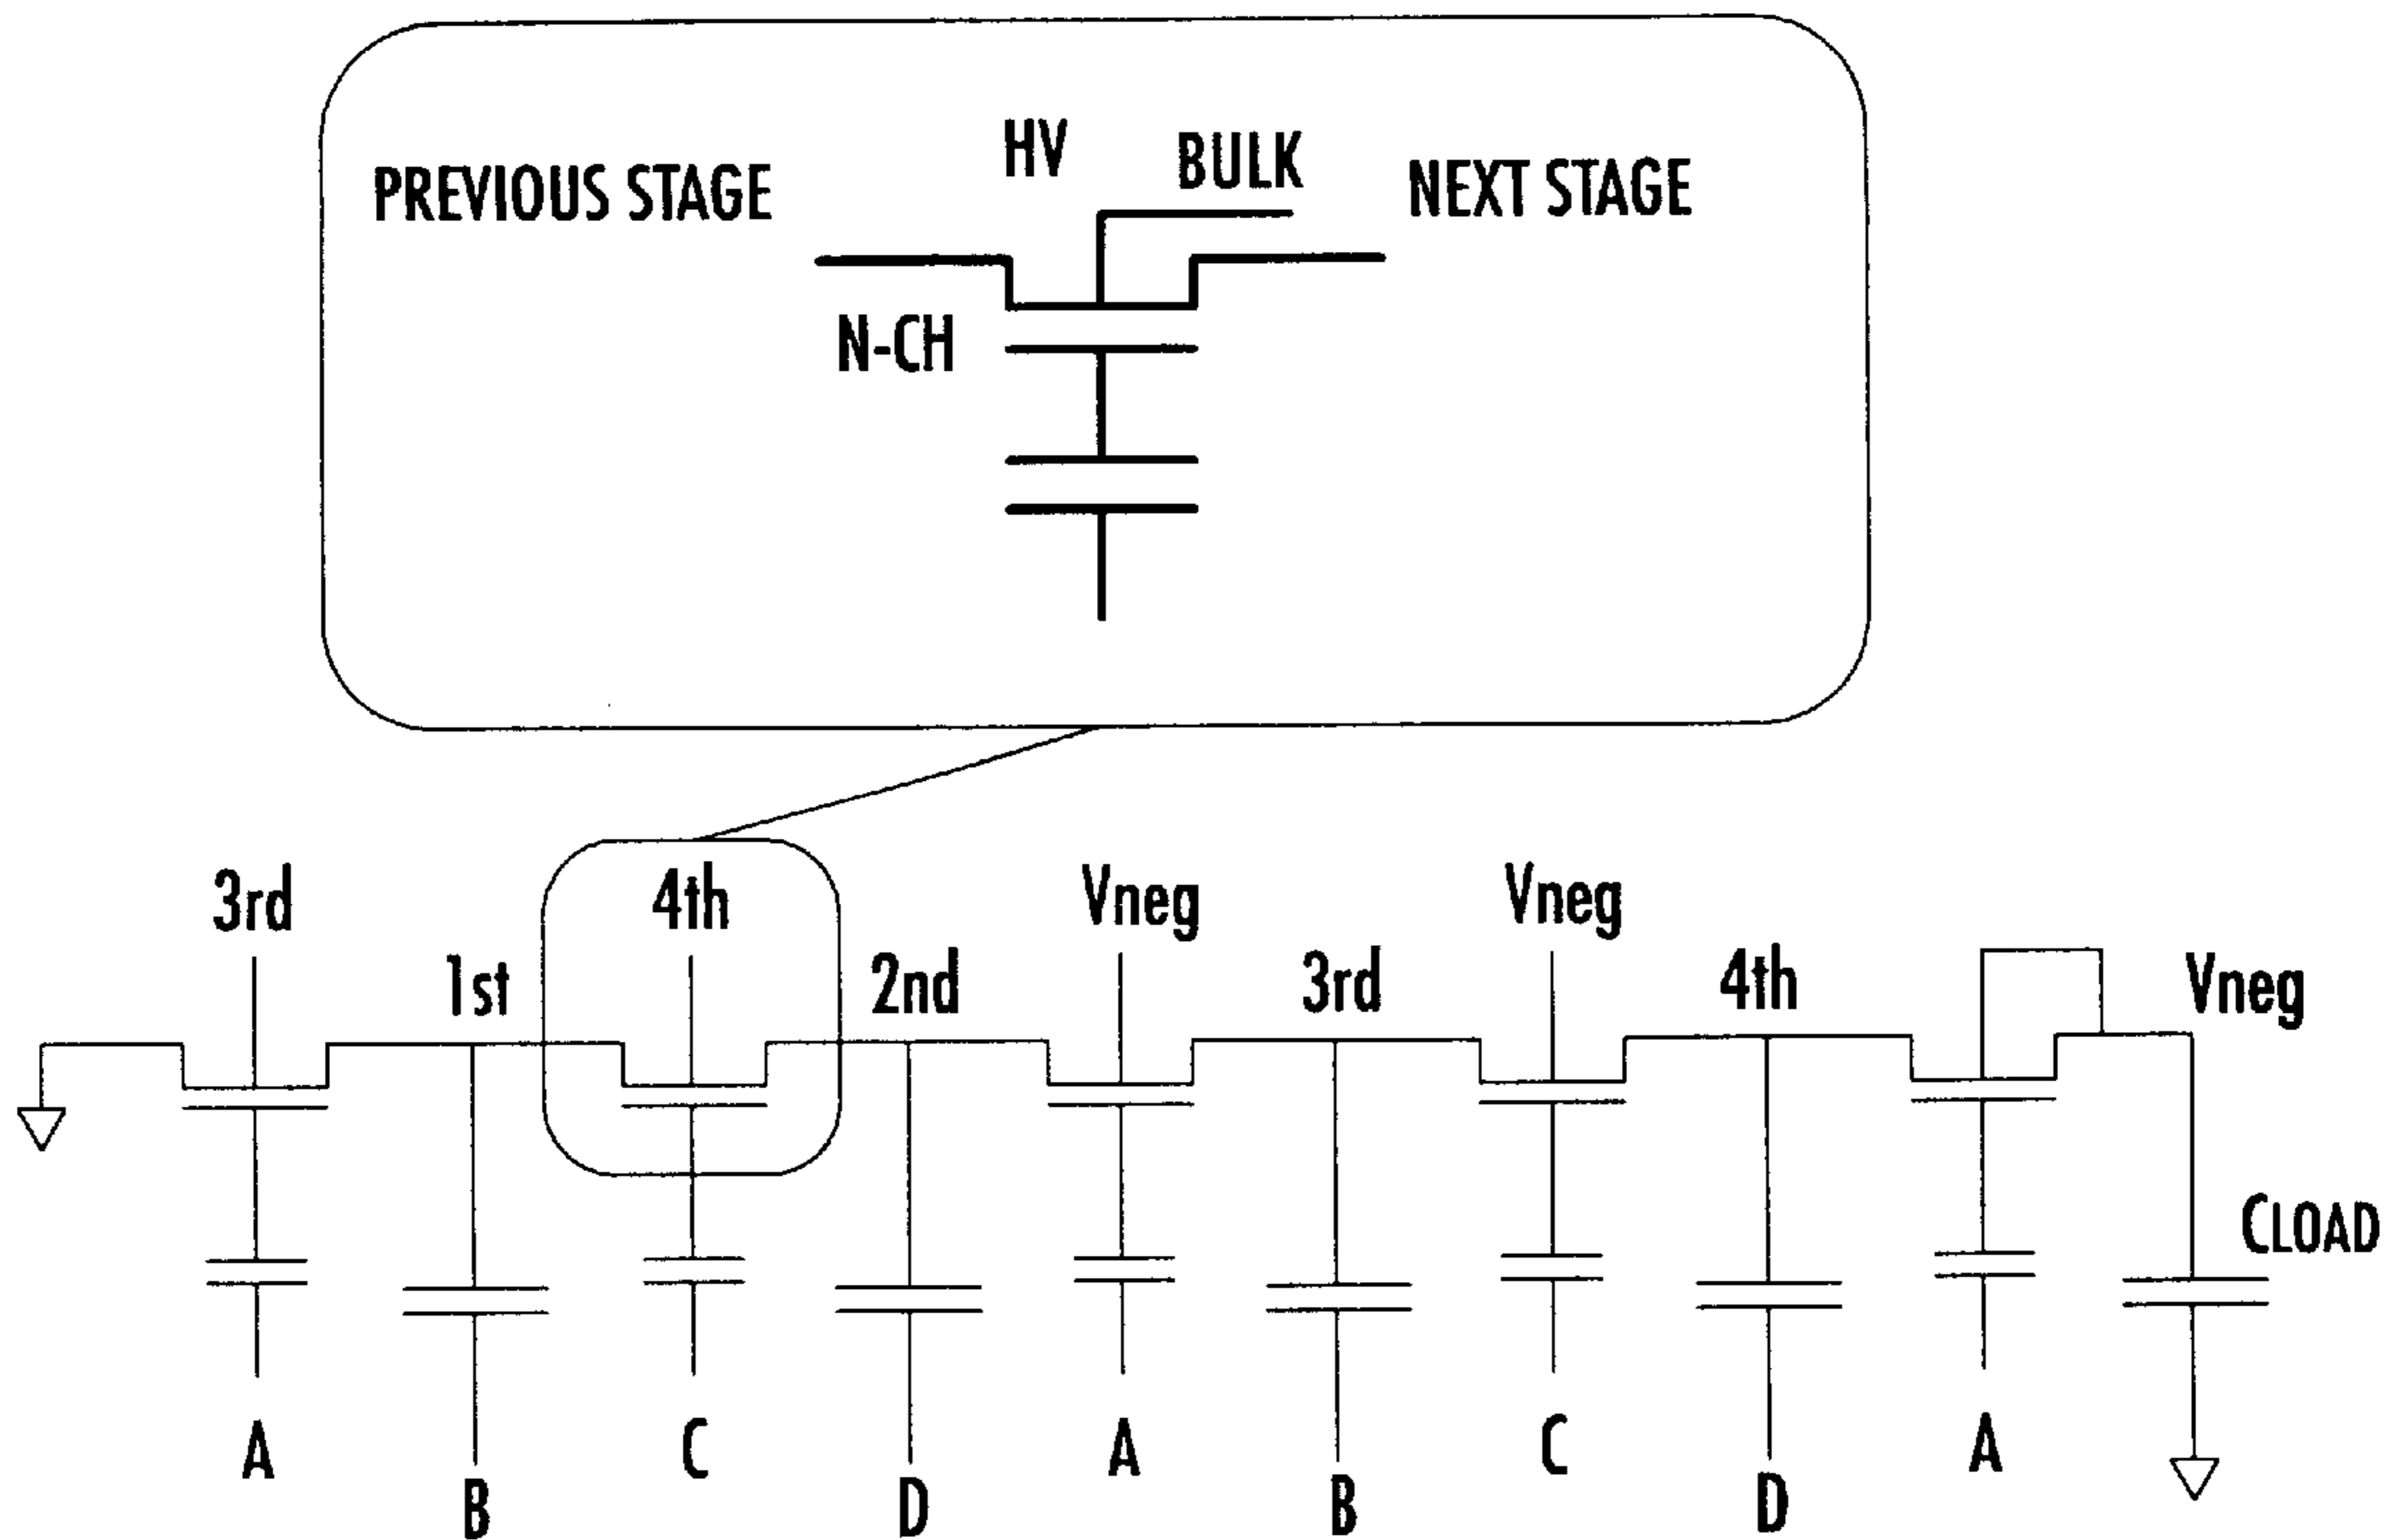 HV
BULK
PREVIOUS STAGE
NEXT STAGE
N-CH
3rd
4th
Vneg
Vneg
1st
2nd
3rd
4th
Vneg
CLOAD
A
C
A
C
A
B
D
B
D